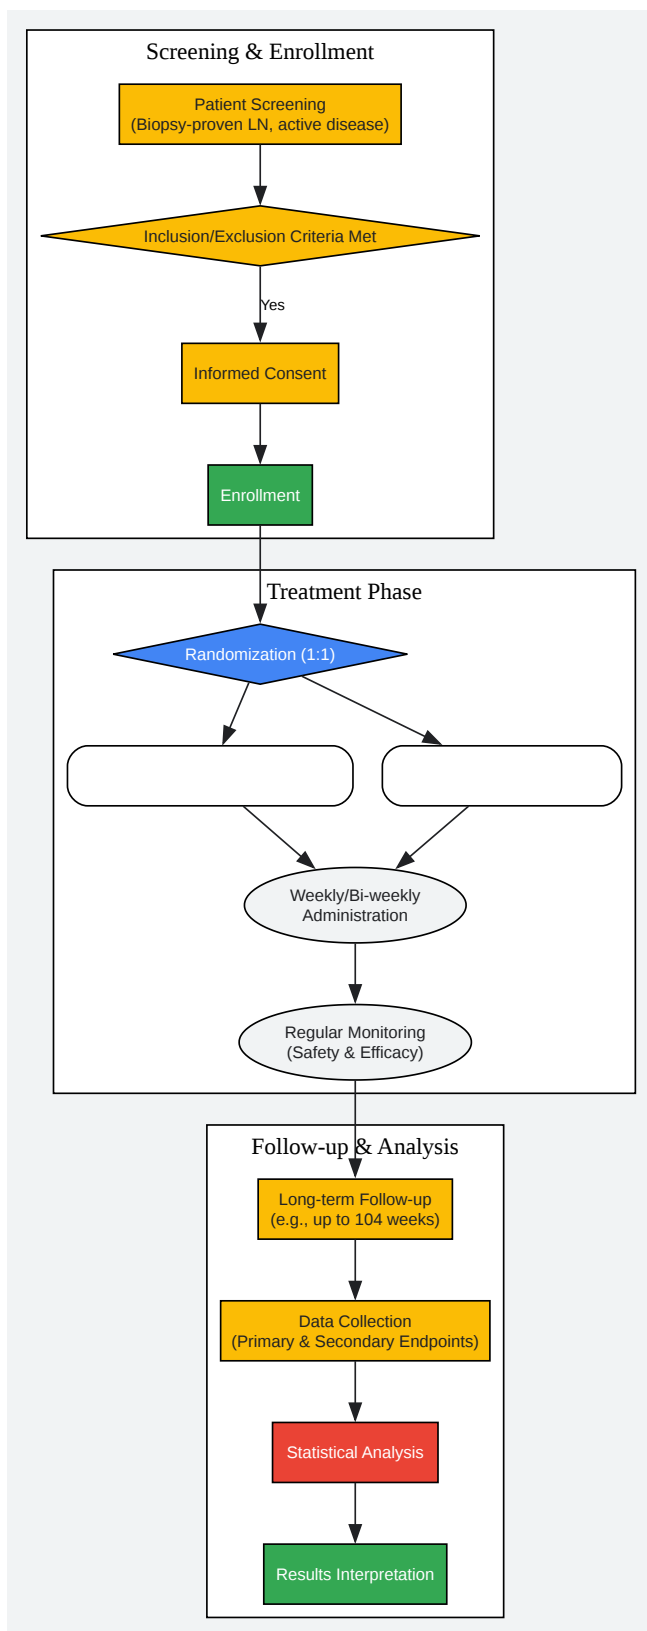 Screening & Enrollment
Patient Screening
(Biopsy-proven LN, active disease)
Inclusion/Exclusion Criteria Met
Yes
Informed Consent
Enrollment
Treatment Phase
Randomization (1:1)
Weekly/Bi-weekly
Administration
Regular Monitoring
(Safety & Efficacy)
Follow-up & Analysis
Long-term Follow-up
(e.g., up to 104 weeks)
Data Collection
(Primary & Secondary Endpoints)
Statistical Analysis
Results Interpretation